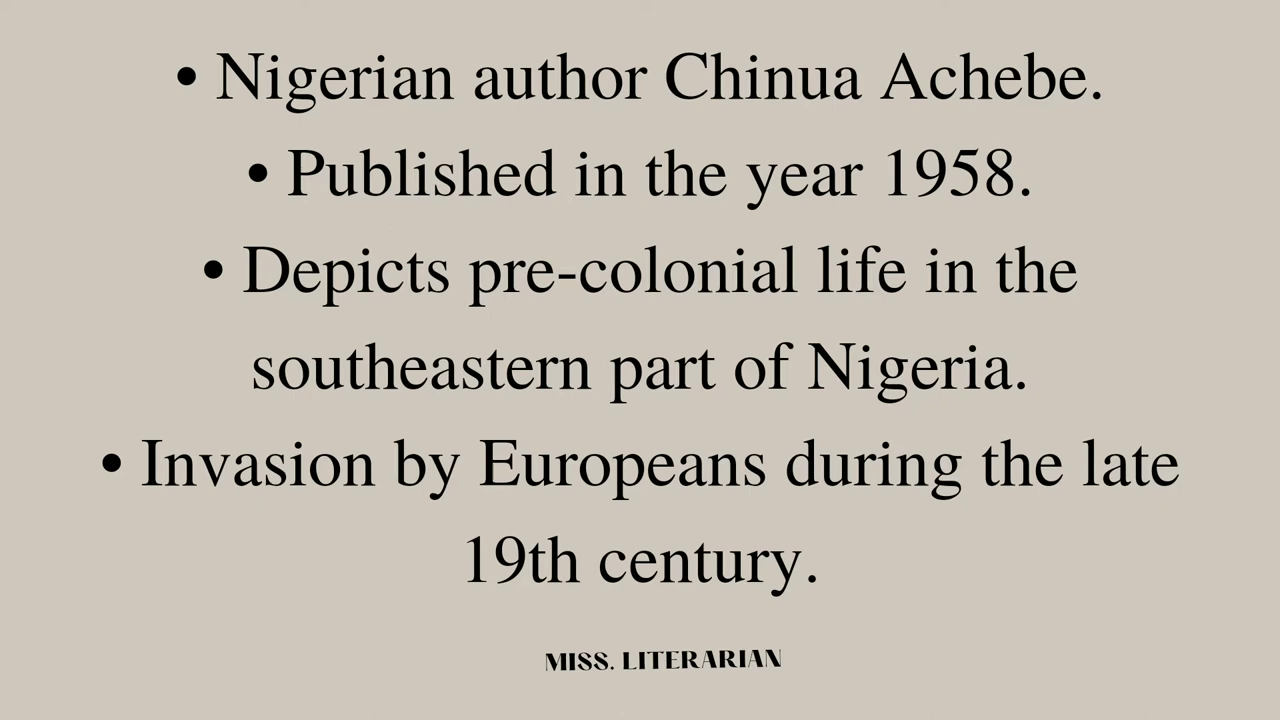 • Nigerian author Chinua Achebe.
• Published in the year 1958.
• Depicts pre-colonial life in the
southeastern part of Nigeria.
• Invasion by Europeans during the late
19th century.
MISS. LITERARIAN